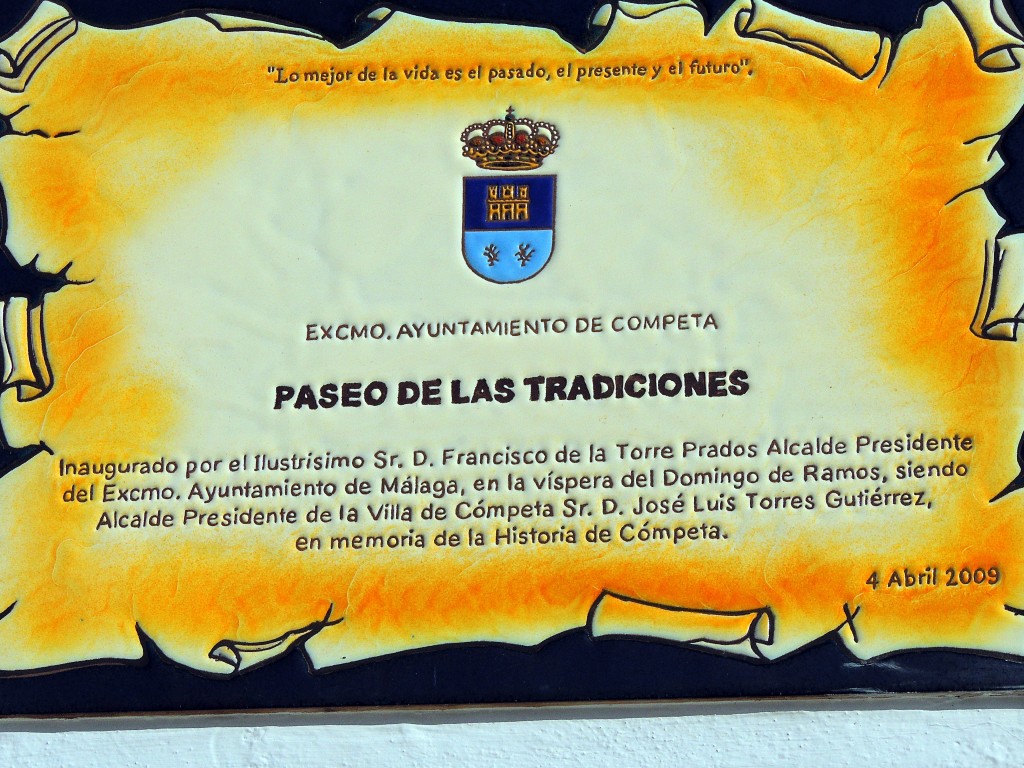 "Lo mejor de la vida es el pasado, el presente y el futuro".
EXCMO. AYUNTAMIENTO DE COMPETA
PASEO DE LAS TRADICIONES
Inaugurado por el Ilustrisimo Sr. D. Francisco de la Torre Prados Alcalde Presidente
del Excmo. Ayuntamiento de Málaga, en la víspera del Domingo de Ramos, siendo
Alcalde Presidente de la Villa de Cómpeta Sr. D. José Luis Torres Gutiérrez,
en memoria de la Historia de Cómpeta.
4 Abril 2009